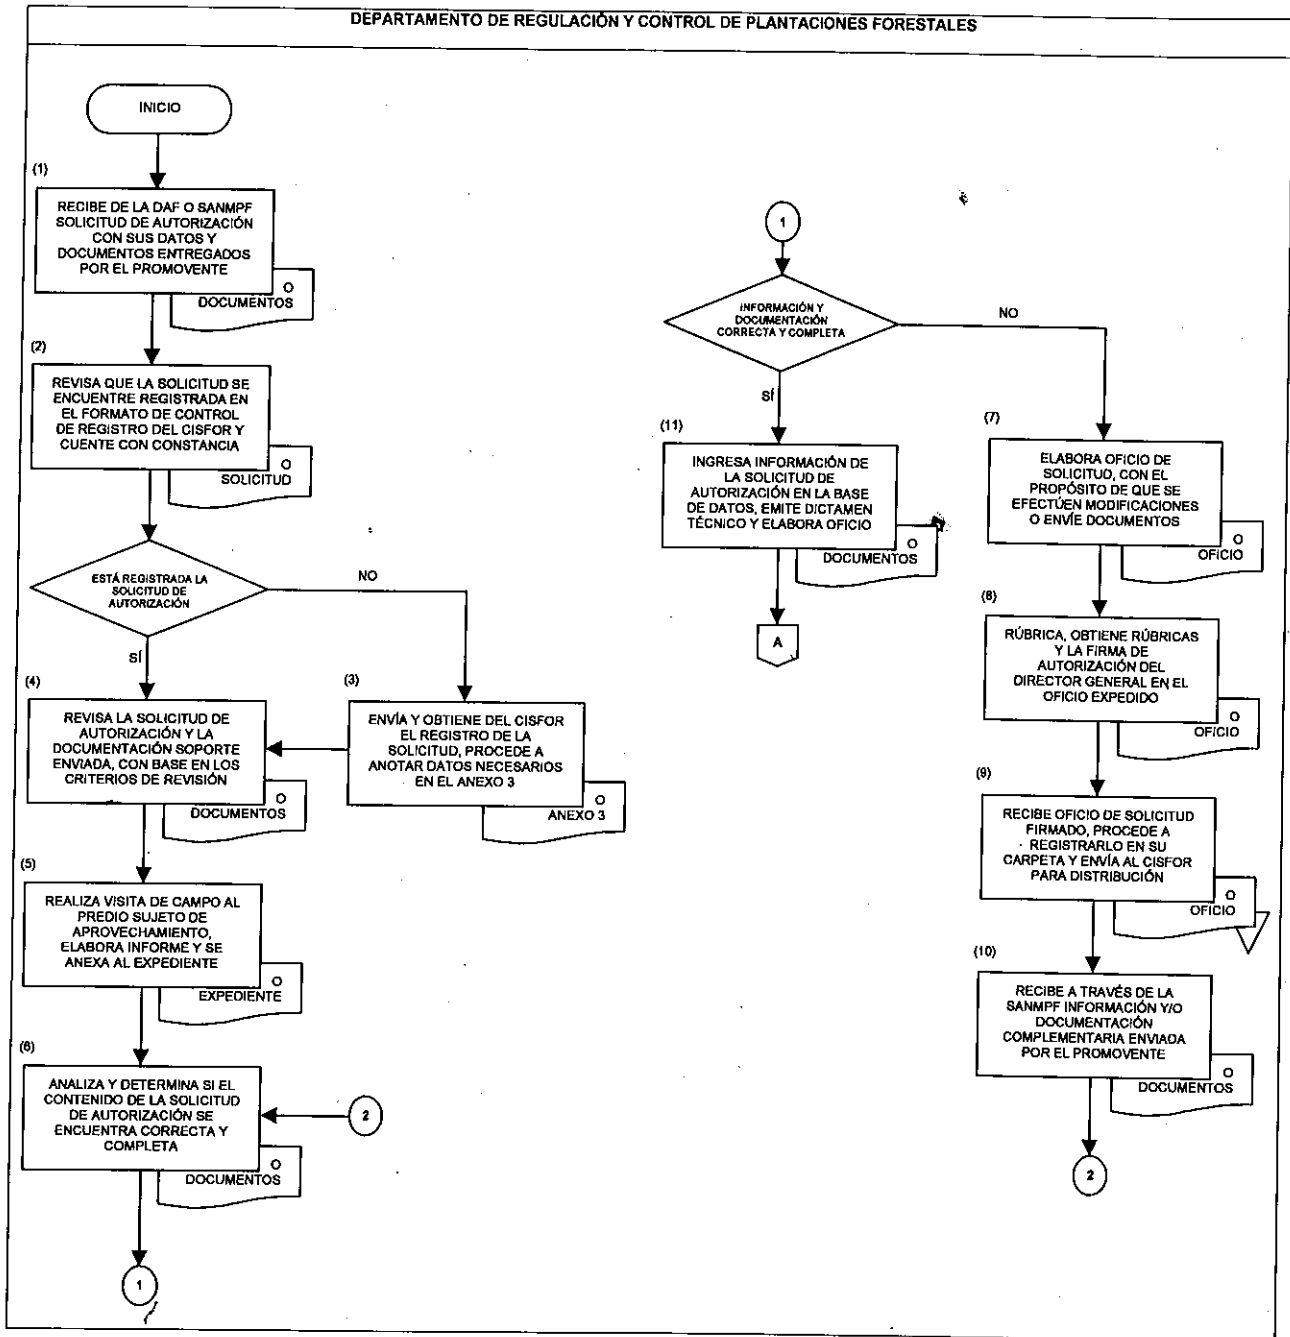 DEPARTAMENTO DE REGULACIÓN Y CONTROL DE PLANTACIONES FORESTALES
INICIO
(1)
RECIBE DE LA DAF O SANMPF
SOLICITUD DE AUTORIZACIÓN
CON SUS DATOS Y
DOCUMENTOS ENTREGADOS
POR EL PROMOVENTE
O
DOCUMENTOS
(2)
REVISA QUE LA SOLICITUD SE
ENCUENTRE REGISTRADA EN
EL FORMATO DE CONTROL
DE REGISTRO DEL CISFOR Y
CUENTE CON CONSTANCIA
O
SOLICITUD
ESTÁ REGISTRADA LA
SOLICITUD DE
AUTORIZACIÓN
NO
SÍ
(4)
REVISA LA SOLICITUD DE
AUTORIZACIÓN Y LA
DOCUMENTACIÓN SOPORTE
ENVIADA, CON BASE EN LOS
CRITERIOS DE REVISIÓN
O
DOCUMENTOS
(3)
ENVÍA Y OBTIENE DEL CISFOR
EL REGISTRO DE LA
SOLICITUD, PROCEDE A
ANOTAR DATOS NECESARIOS
EN EL ANEXO 3
O
ANEXO 3
(5)
REALIZA VISITA DE CAMPO AL
PREDIO SUJETO DE
APROVECHAMIENTO,
ELABORA INFORME Y SE
ANEXA AL EXPEDIENTE
O
EXPEDIENTE
(6)
ANALIZA Y DETERMINA SI EL
CONTENIDO DE LA SOLICITUD
DE AUTORIZACIÓN SE
ENCUENTRA CORRECTA Y
COMPLETA
O
DOCUMENTOS
2
1
1
INFORMACIÓN Y
DOCUMENTACIÓN
CORRECTA Y COMPLETA
NO
SÍ
(11)
INGRESA INFORMACIÓN DE
LA SOLICITUD DE
AUTORIZACIÓN EN LA BASE
DE DATOS, EMITE DICTAMEN
TÉCNICO Y ELABORA OFICIO
O
DOCUMENTOS
A
(7)
ELABORA OFICIO DE
SOLICITUD, CON EL
PROPÓSITO DE QUE SE
EFECTÚEN MODIFICACIONES
O ENVÍE DOCUMENTOS
O
OFICIO
(8)
RÚBRICA, OBTIENE RÚBRICAS
Y LA FIRMA DE
AUTORIZACIÓN DEL
DIRECTOR GENERAL EN EL
OFICIO EXPEDIDO
O
OFICIO
(9)
RECIBE OFICIO DE SOLICITUD
FIRMADO, PROCEDE A
REGISTRARLO EN SU
CARPETA Y ENVÍA AL CISFOR
PARA DISTRIBUCIÓN
O
OFICIO
(10)
RECIBE A TRAVÉS DE LA
SANMPF INFORMACIÓN Y/O
DOCUMENTACIÓN
COMPLEMENTARIA ENVIADA
POR EL PROMOVENTE
O
DOCUMENTOS
2